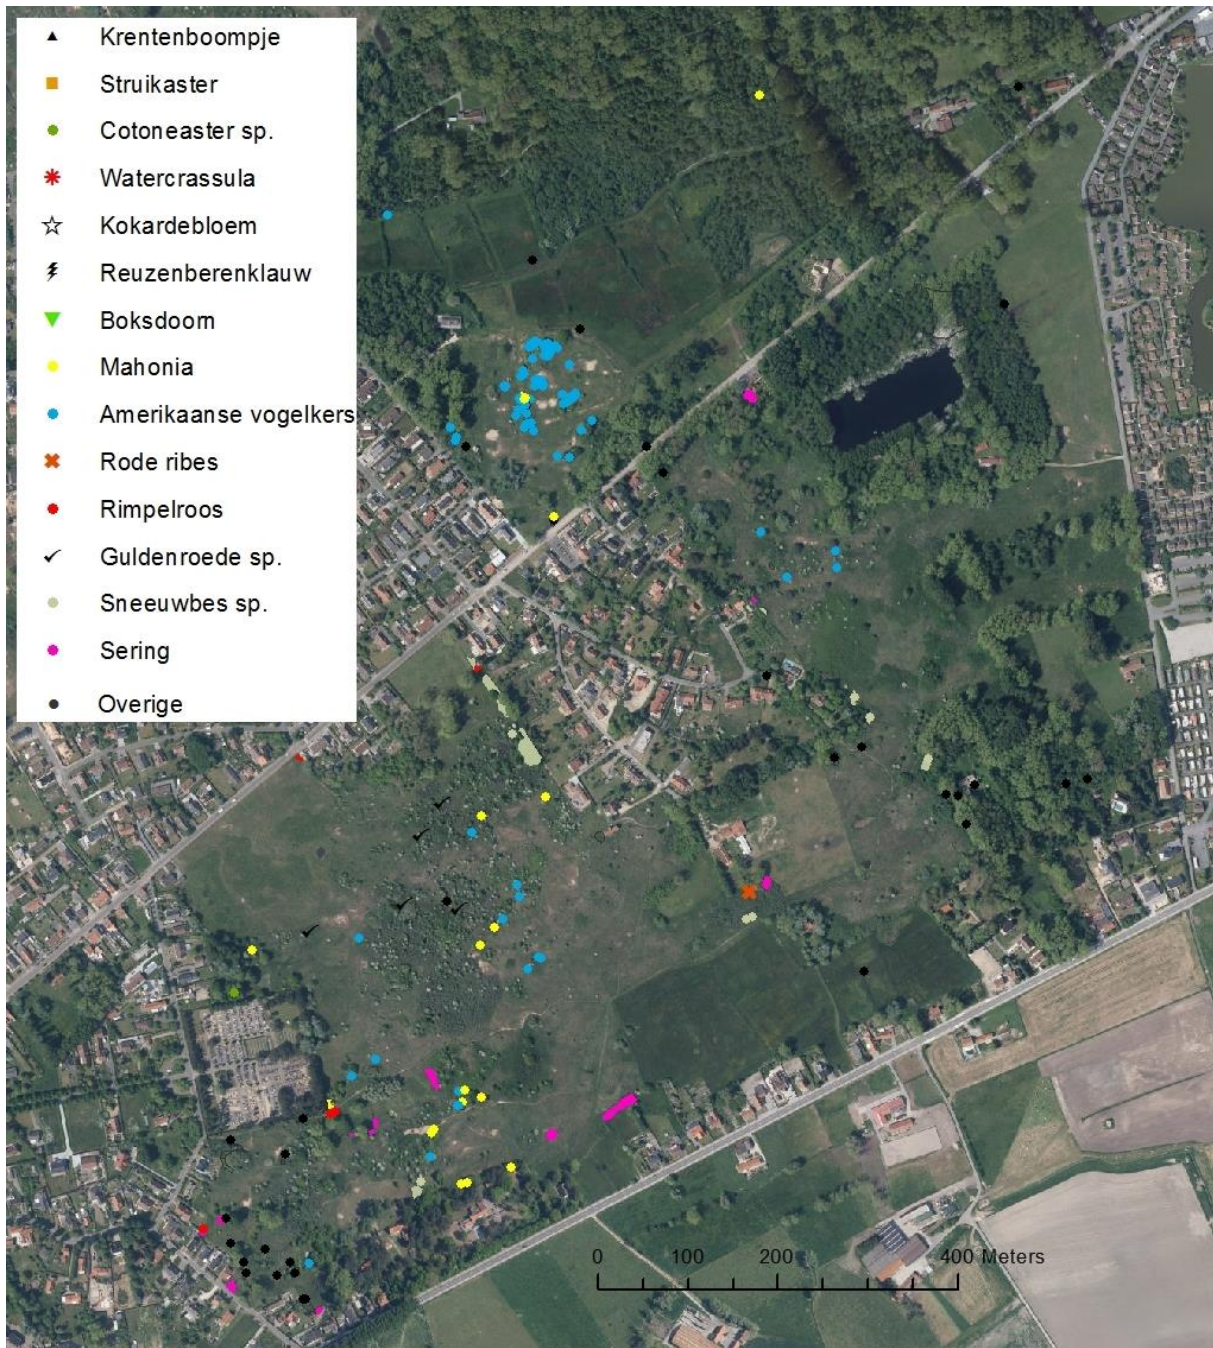 Krentenboompje
Struikaster
Cotoneaster sp.
Watercrassula
Kokardebloem
Reuzenberenklauw
Boksdoorn
Mahonia
Amerikaanse vogelkers
Rode ribes
Rimpelroos
Guldenroede sp.
Sneeuwbes sp.
Sering
Overige
0 100 200 400 Meters